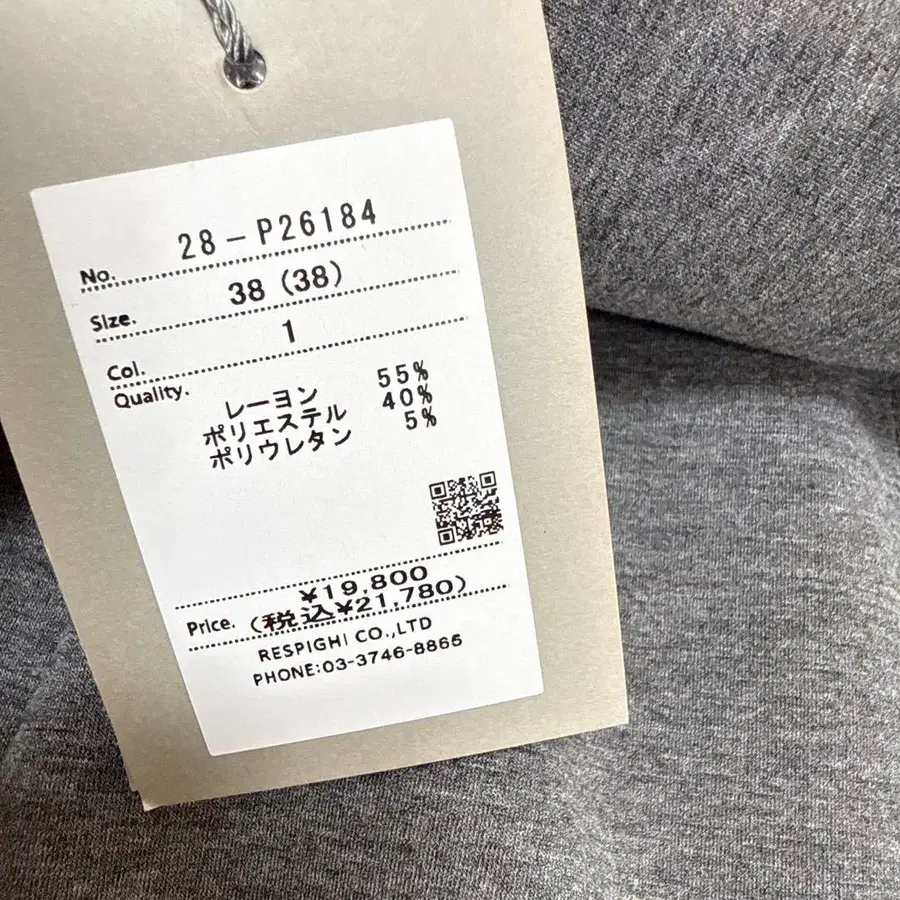 No. 28-P26184
Size. 38 (38)
Col. 1
Quality.
レーヨン 55%
ポリエステル 40%
ポリウレタン 5%
¥19,800
Price. (税込¥21,780)
RESPIGHI CO.,LTD
PHONE:03-3746-8865